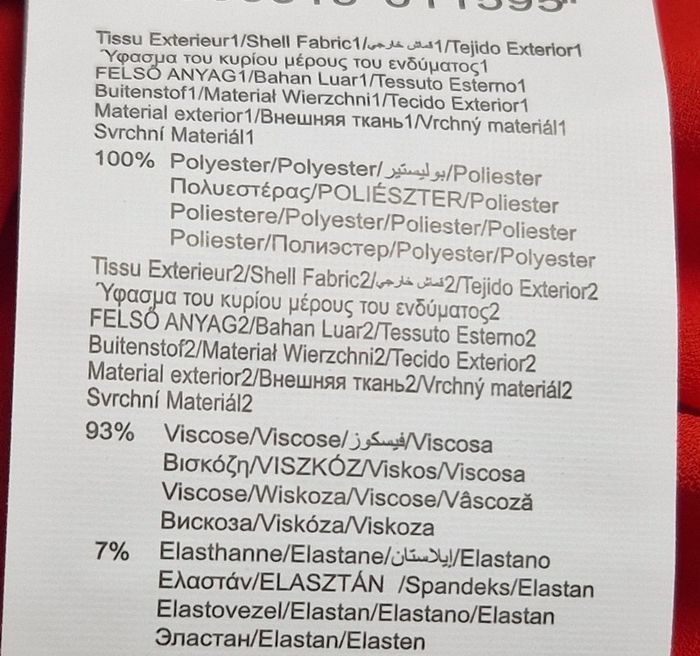 Tissu Exterieur1/Shell Fabric1/قماش خارجي1/Tejido Exterior1
Ύφασμα του κυρίου μέρους του ενδύματος1
FELSŐ ANYAG1/Bahan Luar1/Tessuto Esterno1
Buitenstof1/Materiał Wierzchni1/Tecido Exterior1
Material exterior1/Внешняя ткань1/Vrchný materiál1
Svrchní Materiál1
100% Polyester/Polyester/بوليستير/Poliester
Πολυεστέρας/POLIÉSZTER/Poliester
Poliestere/Polyester/Poliester/Poliester
Poliester/Полиэстер/Polyester/Polyester
Tissu Exterieur2/Shell Fabric2/قماش خارجي2/Tejido Exterior2
Ύφασμα του κυρίου μέρους του ενδύματος2
FELSŐ ANYAG2/Bahan Luar2/Tessuto Esterno2
Buitenstof2/Materiał Wierzchni2/Tecido Exterior2
Material exterior2/Внешняя ткань2/Vrchný materiál2
Svrchní Materiál2
93% Viscose/Viscose/فيسكوز/Viscosa
Βισκόζη/VISZKÓZ/Viskos/Viscosa
Viscose/Wiskoza/Viscose/Vâscoză
Вискоза/Viskóza/Viskoza
7% Elasthanne/Elastane/إيلاستان/Elastano
Ελαστάν/ELASZTÁN /Spandeks/Elastan
Elastovezel/Elastan/Elastano/Elastan
Эластан/Elastan/Elasten